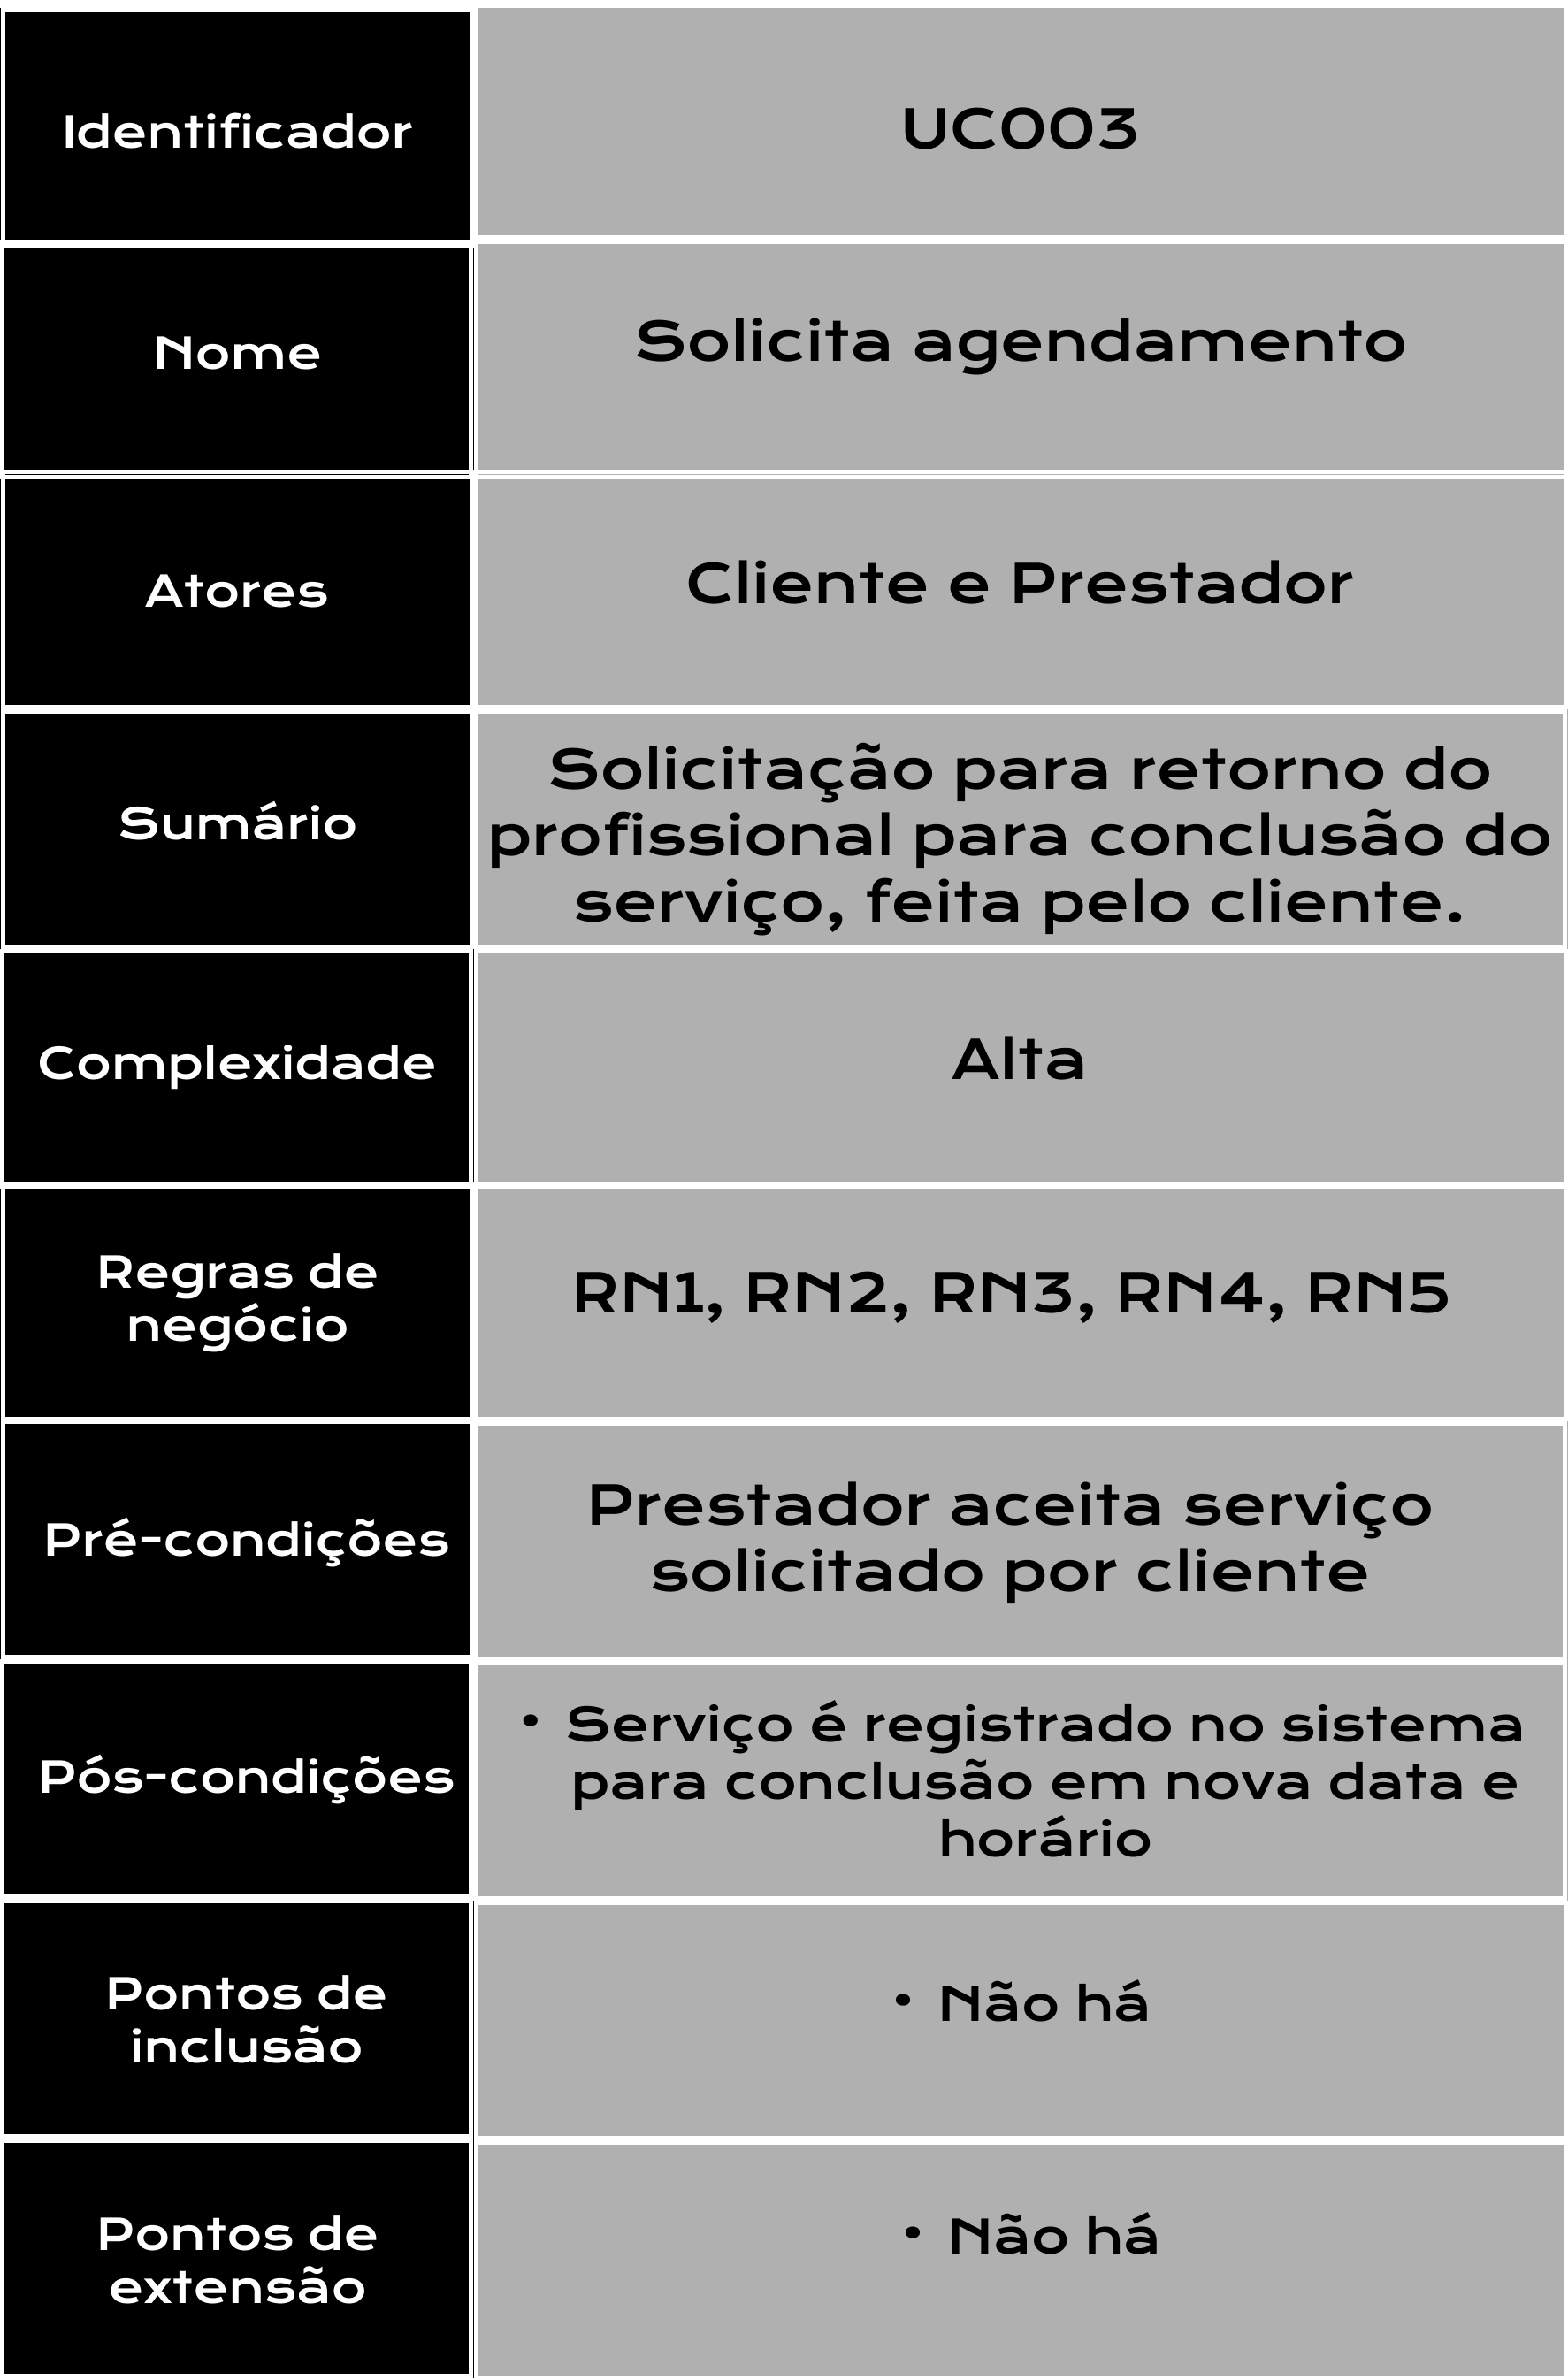 Identificador
UC003
Nome
Solicita agendamento
Atores
Cliente e Prestador
Sumário
Solicitação para retorno do
profissional para conclusão do
serviço, feita pelo cliente.
Complexidade
Alta
Regras de
negócio
RN1, RN2, RN3, RN4, RN5
Pré-condições
Prestador aceita serviço
solicitado por cliente
Pós-condições
• Serviço é registrado no sistema
para conclusão em nova data e
horário
Pontos de
inclusão
• Não há
Pontos de
extensão
• Não há